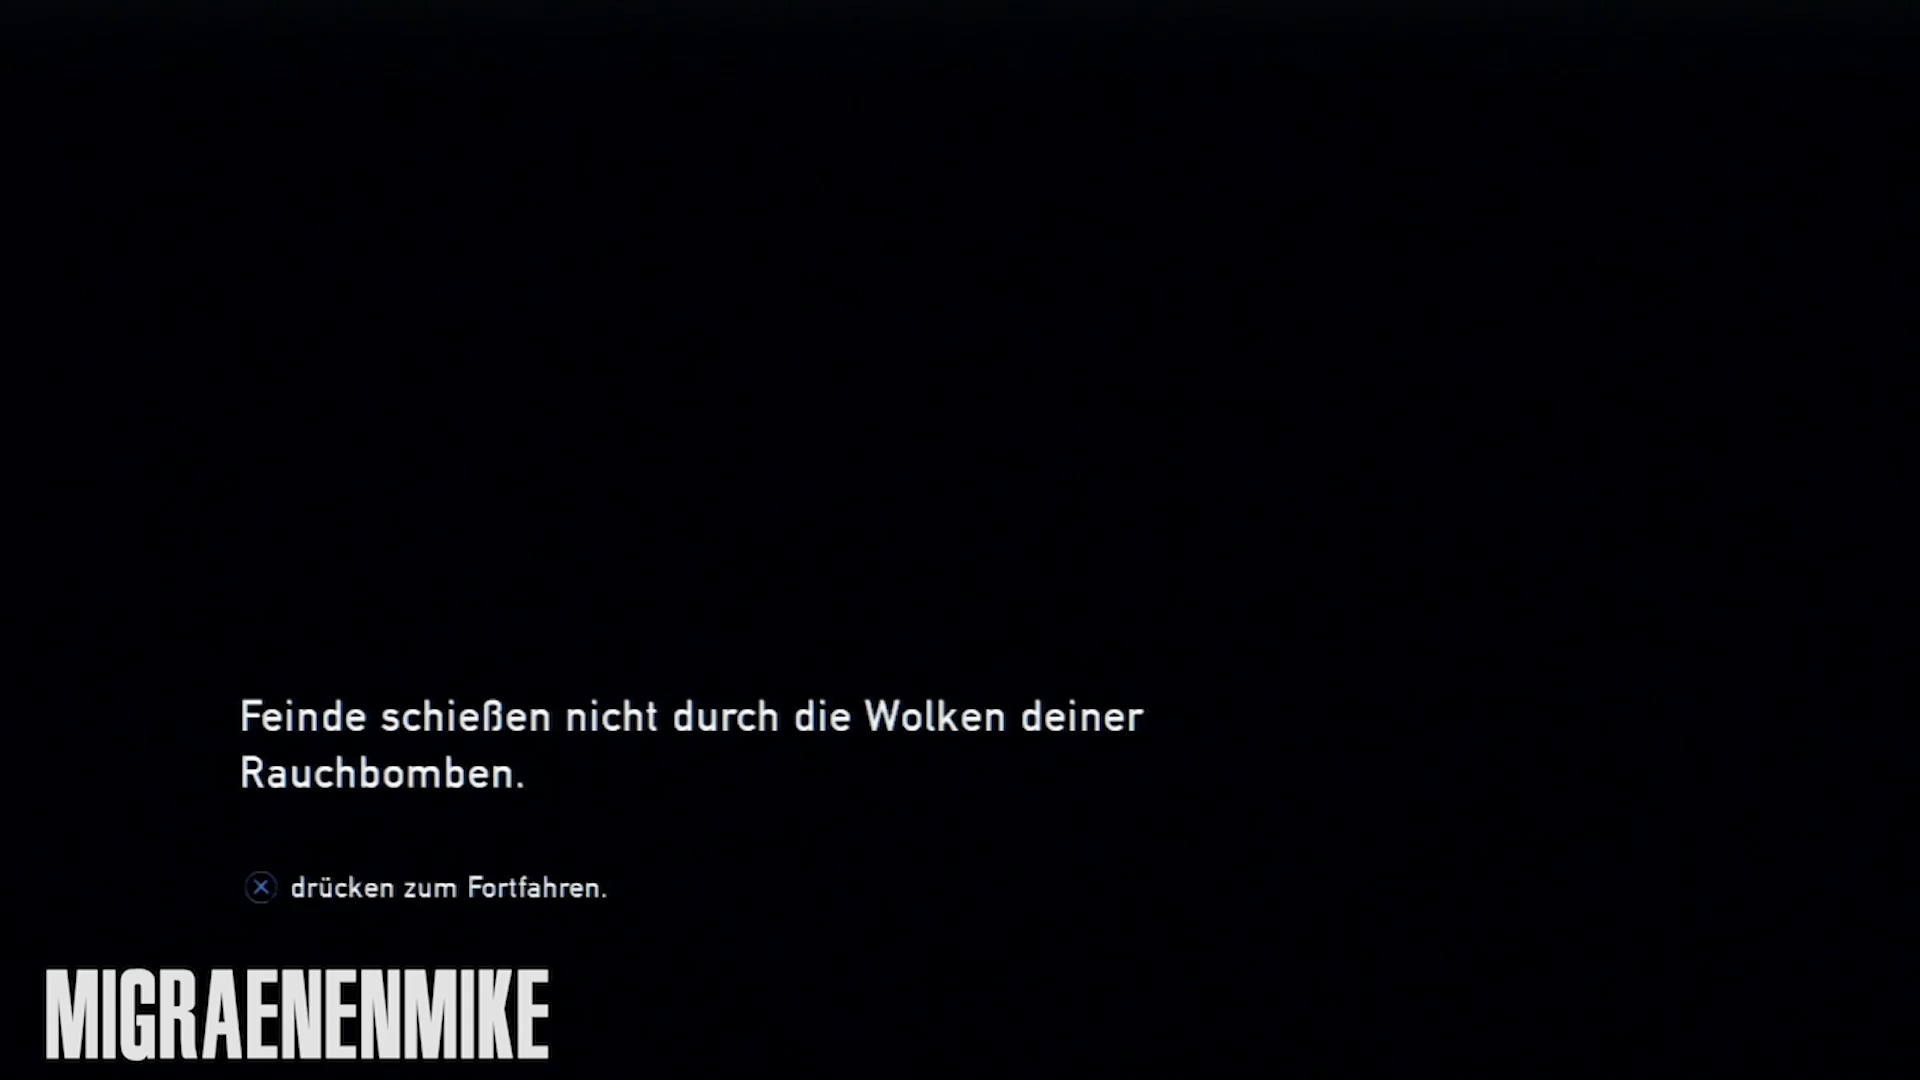 Feinde schießen nicht durch die Wolken deiner
Rauchbomben.
drücken zum Fortfahren.
MIGRAENENMIKE